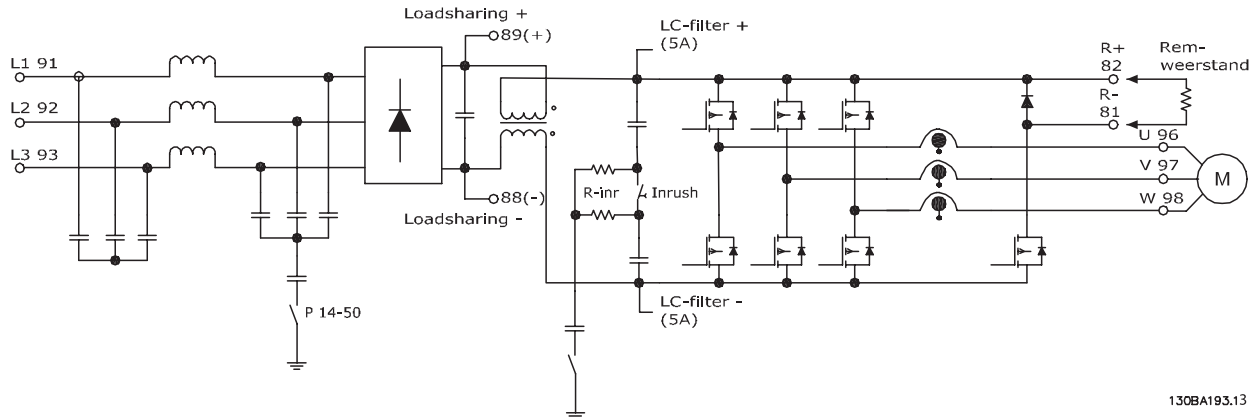 Loadsharing +
89(+)
LC-filter +
(5A)
L1 91
L2 92
L3 93
R+
82
Rem-
weerstand
R-
81
U 96
V 97
W 98
M
R-inr
Inrush
88(-)
Loadsharing -
P 14-50
LC-filter -
(5A)
130BA193.13